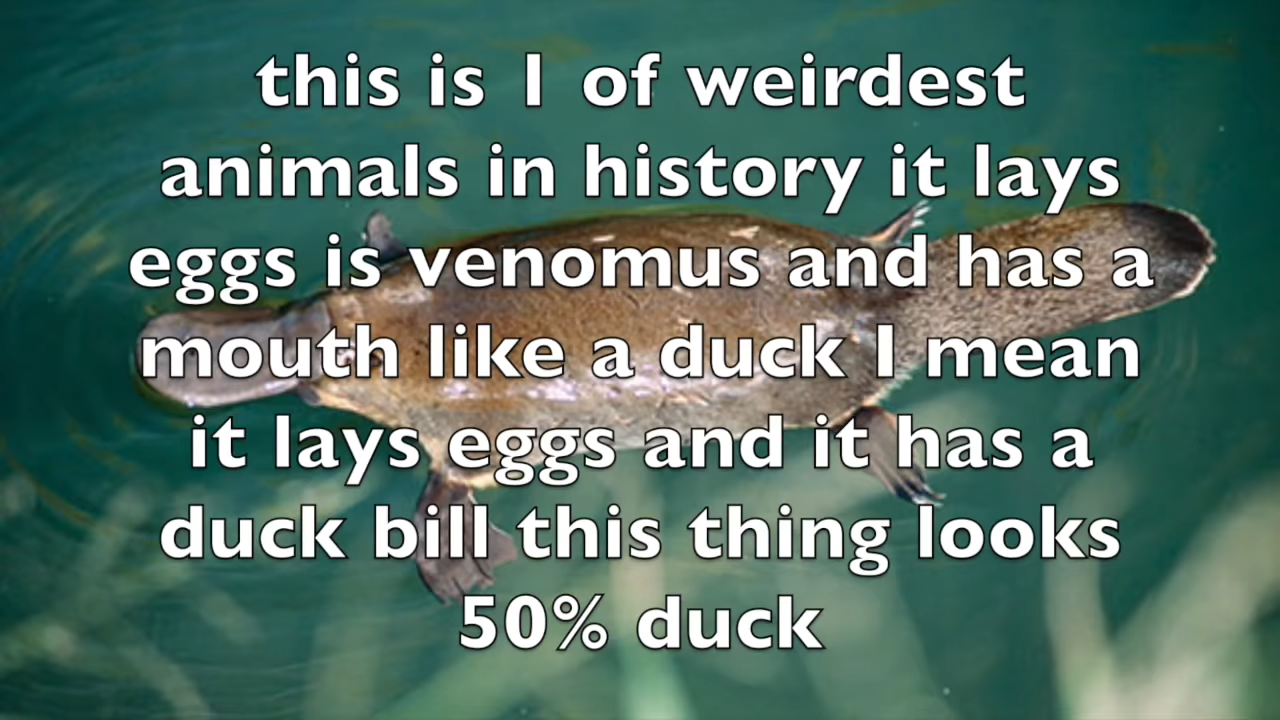 this is 1 of weirdest
animals in history it lays
eggs is venomus and has a
mouth like a duck I mean
it lays eggs and it has a
duck bill this thing looks
50% duck